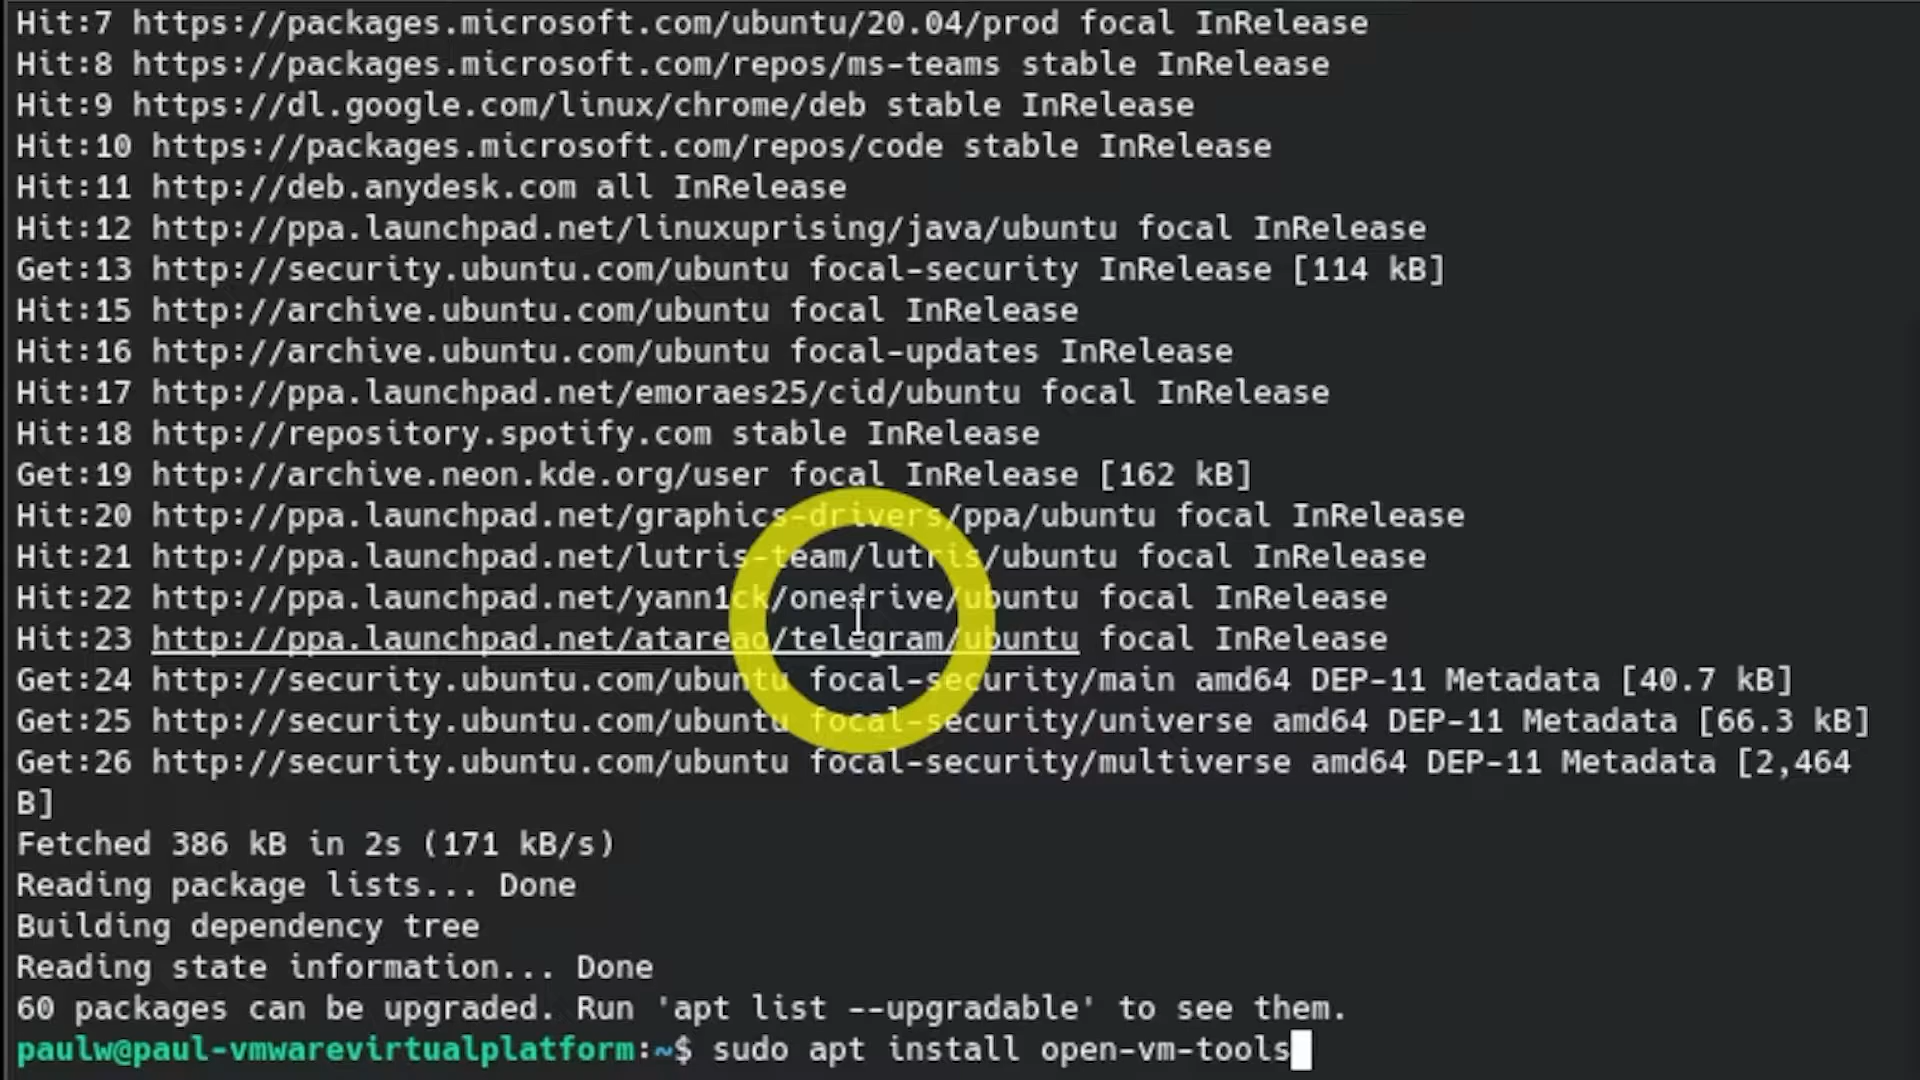 Hit:7 https://packages.microsoft.com/ubuntu/20.04/prod focal InRelease
Hit:8 https://packages.microsoft.com/repos/ms-teams stable InRelease
Hit:9 https://dl.google.com/linux/chrome/deb stable InRelease
Hit:10 https://packages.microsoft.com/repos/code stable InRelease
Hit:11 http://deb.anydesk.com all InRelease
Hit:12 http://ppa.launchpad.net/linuxuprising/java/ubuntu focal InRelease
Get:13 http://security.ubuntu.com/ubuntu focal-security InRelease [114 kB]
Hit:15 http://archive.ubuntu.com/ubuntu focal InRelease
Hit:16 http://archive.ubuntu.com/ubuntu focal-updates InRelease
Hit:17 http://ppa.launchpad.net/emoraes25/cid/ubuntu focal InRelease
Hit:18 http://repository.spotify.com stable InRelease
Get:19 http://archive.neon.kde.org/user focal InRelease [162 kB]
Hit:20 http://ppa.launchpad.net/graphics-drivers/ppa/ubuntu focal InRelease
Hit:21 http://ppa.launchpad.net/lutris-team/lutris/ubuntu focal InRelease
Hit:22 http://ppa.launchpad.net/yann1ck/onedrive/ubuntu focal InRelease
Hit:23 http://ppa.launchpad.net/atareao/telegram/ubuntu focal InRelease
Get:24 http://security.ubuntu.com/ubuntu focal-security/main amd64 DEP-11 Metadata [40.7 kB]
Get:25 http://security.ubuntu.com/ubuntu focal-security/universe amd64 DEP-11 Metadata [66.3 kB]
Get:26 http://security.ubuntu.com/ubuntu focal-security/multiverse amd64 DEP-11 Metadata [2,464
B]
Fetched 386 kB in 2s (171 kB/s)
Reading package lists... Done
Building dependency tree
Reading state information... Done
60 packages can be upgraded. Run 'apt list --upgradable' to see them.
paulw@paul-vmwarevirtualplatform:~$ sudo apt install open-vm-tools